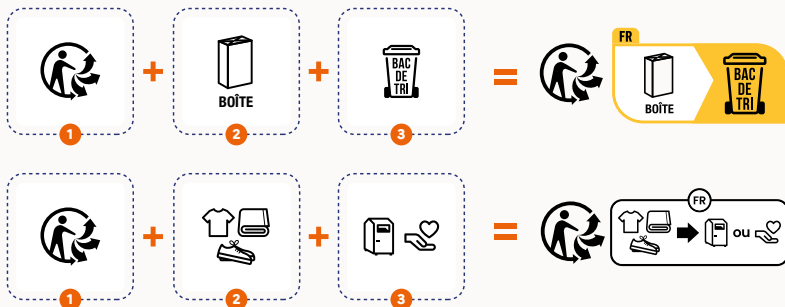 +
BOÎTE
+
BAC
DE
TRI
=
FR
BOÎTE
BAC
DE
TRI
1
2
3
+
+
=
FR
ou
1
2
3